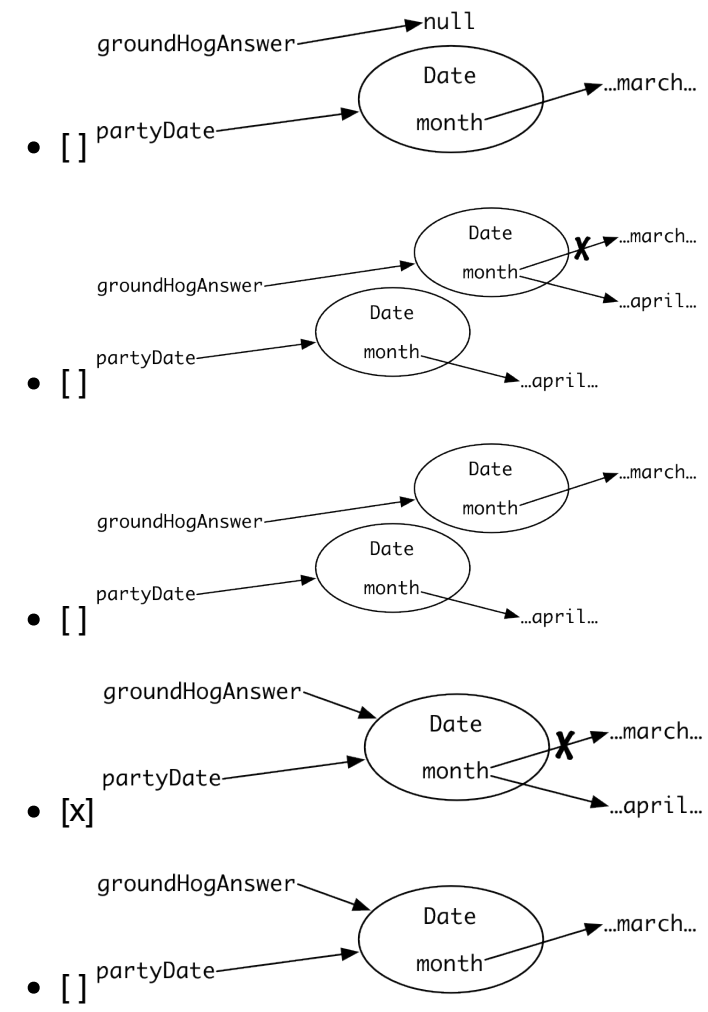 groundHogAnswer null
Date
month ...march...
• [ ] partyDate
Date ...march...
groundHogAnswer month
...april...
Date
partyDate month
• [ ] ...april...
Date ...march...
groundHogAnswer month
Date
partyDate month
• [ ] ...april...
groundHogAnswer
Date ...march...
partyDate month
• [x] ...april...
groundHogAnswer
Date ...march...
month
• [ ] partyDate